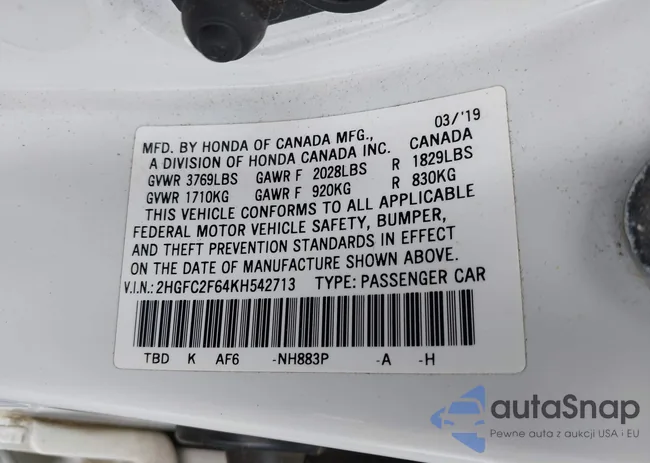 03/'19
MFD. BY HONDA OF CANADA MFG., CANADA
A DIVISION OF HONDA CANADA INC.
GVWR 3769LBS GAWR F 2028LBS R 1829LBS
GVWR 1710KG GAWR F 920KG R 830KG
THIS VEHICLE CONFORMS TO ALL APPLICABLE
FEDERAL MOTOR VEHICLE SAFETY, BUMPER,
AND THEFT PREVENTION STANDARDS IN EFFECT
ON THE DATE OF MANUFACTURE SHOWN ABOVE.
V.I.N.:2HGFC2F64KH542713 TYPE: PASSENGER CAR
TBD K AF6 -NH883P -A -H
autaSnap
Pewne auta z aukcji USA i EU